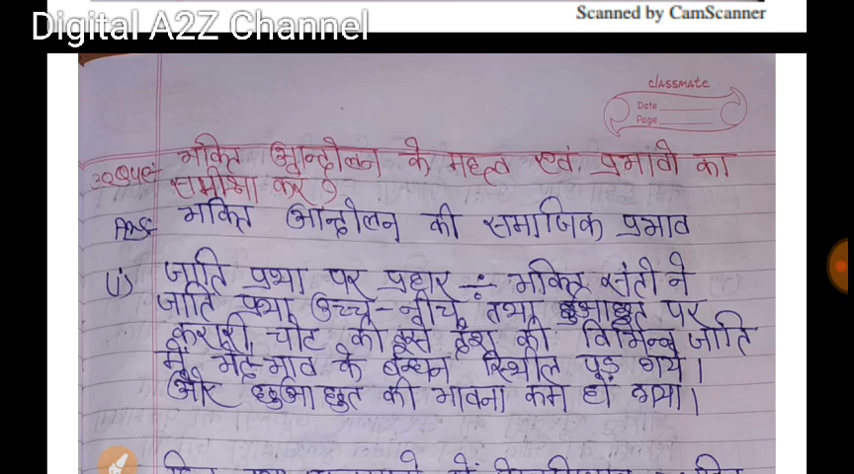 Scanned by CamScanner
Digital A2Z Channel
classmate
Date
Page
Que भक्ति आन्दोलन के महत्व एवं प्रभावो का
समीक्षा करे ?
Ans भक्ति आन्दोलन की समाजिक प्रभाव
(i) जाति प्रथा पर प्रहार ÷ भक्ति संतो ने
जाति प्रथा उच्च-नीच तथा छुआछुत पर
करारी चोट की इसे देश की विभिन्न जाति
में भेद-भाव के बन्धन स्थिील पड़ गये।
और छुआछुत की भावना कम हो गया।